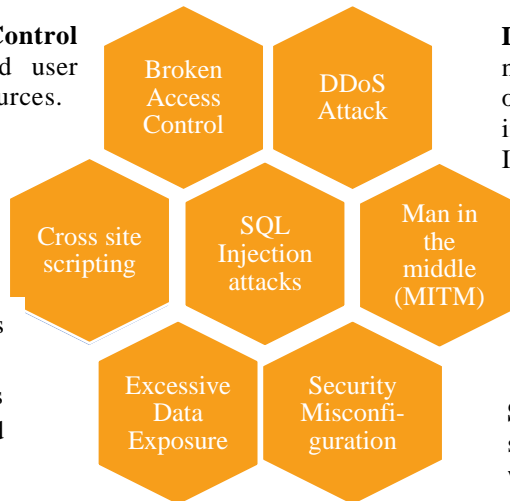 Control
d user
ources.
Broken
Access
Control
DDoS
Attack
Cross site
scripting
SQL
Injection
attacks
Man in
the
middle
(MITM)
Excessive
Data
Exposure
Security
Misconfi-
guration